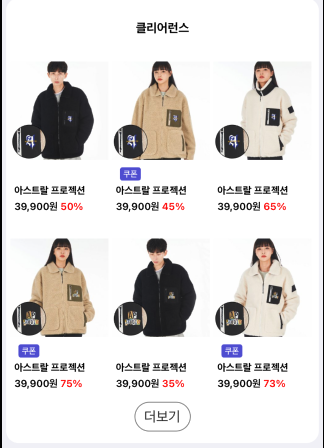 클리어런스
쿠폰
아스트랄 프로젝션
아스트랄 프로젝션
아스트랄 프로젝션
39,900원 50%
39,900원 45%
39,900원 65%
쿠폰
쿠폰
아스트랄 프로젝션
아스트랄 프로젝션
아스트랄 프로젝션
39,900원 75%
39,900원 35%
39,900원 73%
더보기